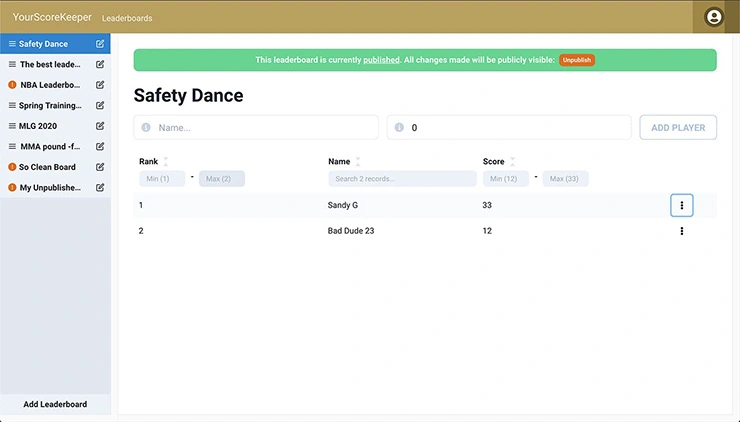 YourScoreKeeper Leaderboards
Safety Dance
The best leade...
NBA Leaderbo...
Spring Training...
MLG 2020
MMA pound -f...
So Clean Board
My Unpublishe...
Add Leaderboard
This leaderboard is currently published. All changes made will be publicly visible: Unpublish
Safety Dance
Name... 0 ADD PLAYER
Rank Name Score
Min (1) - Max (2) Search 2 records... Min (12) - Max (33)
1 Sandy G 33
2 Bad Dude 23 12